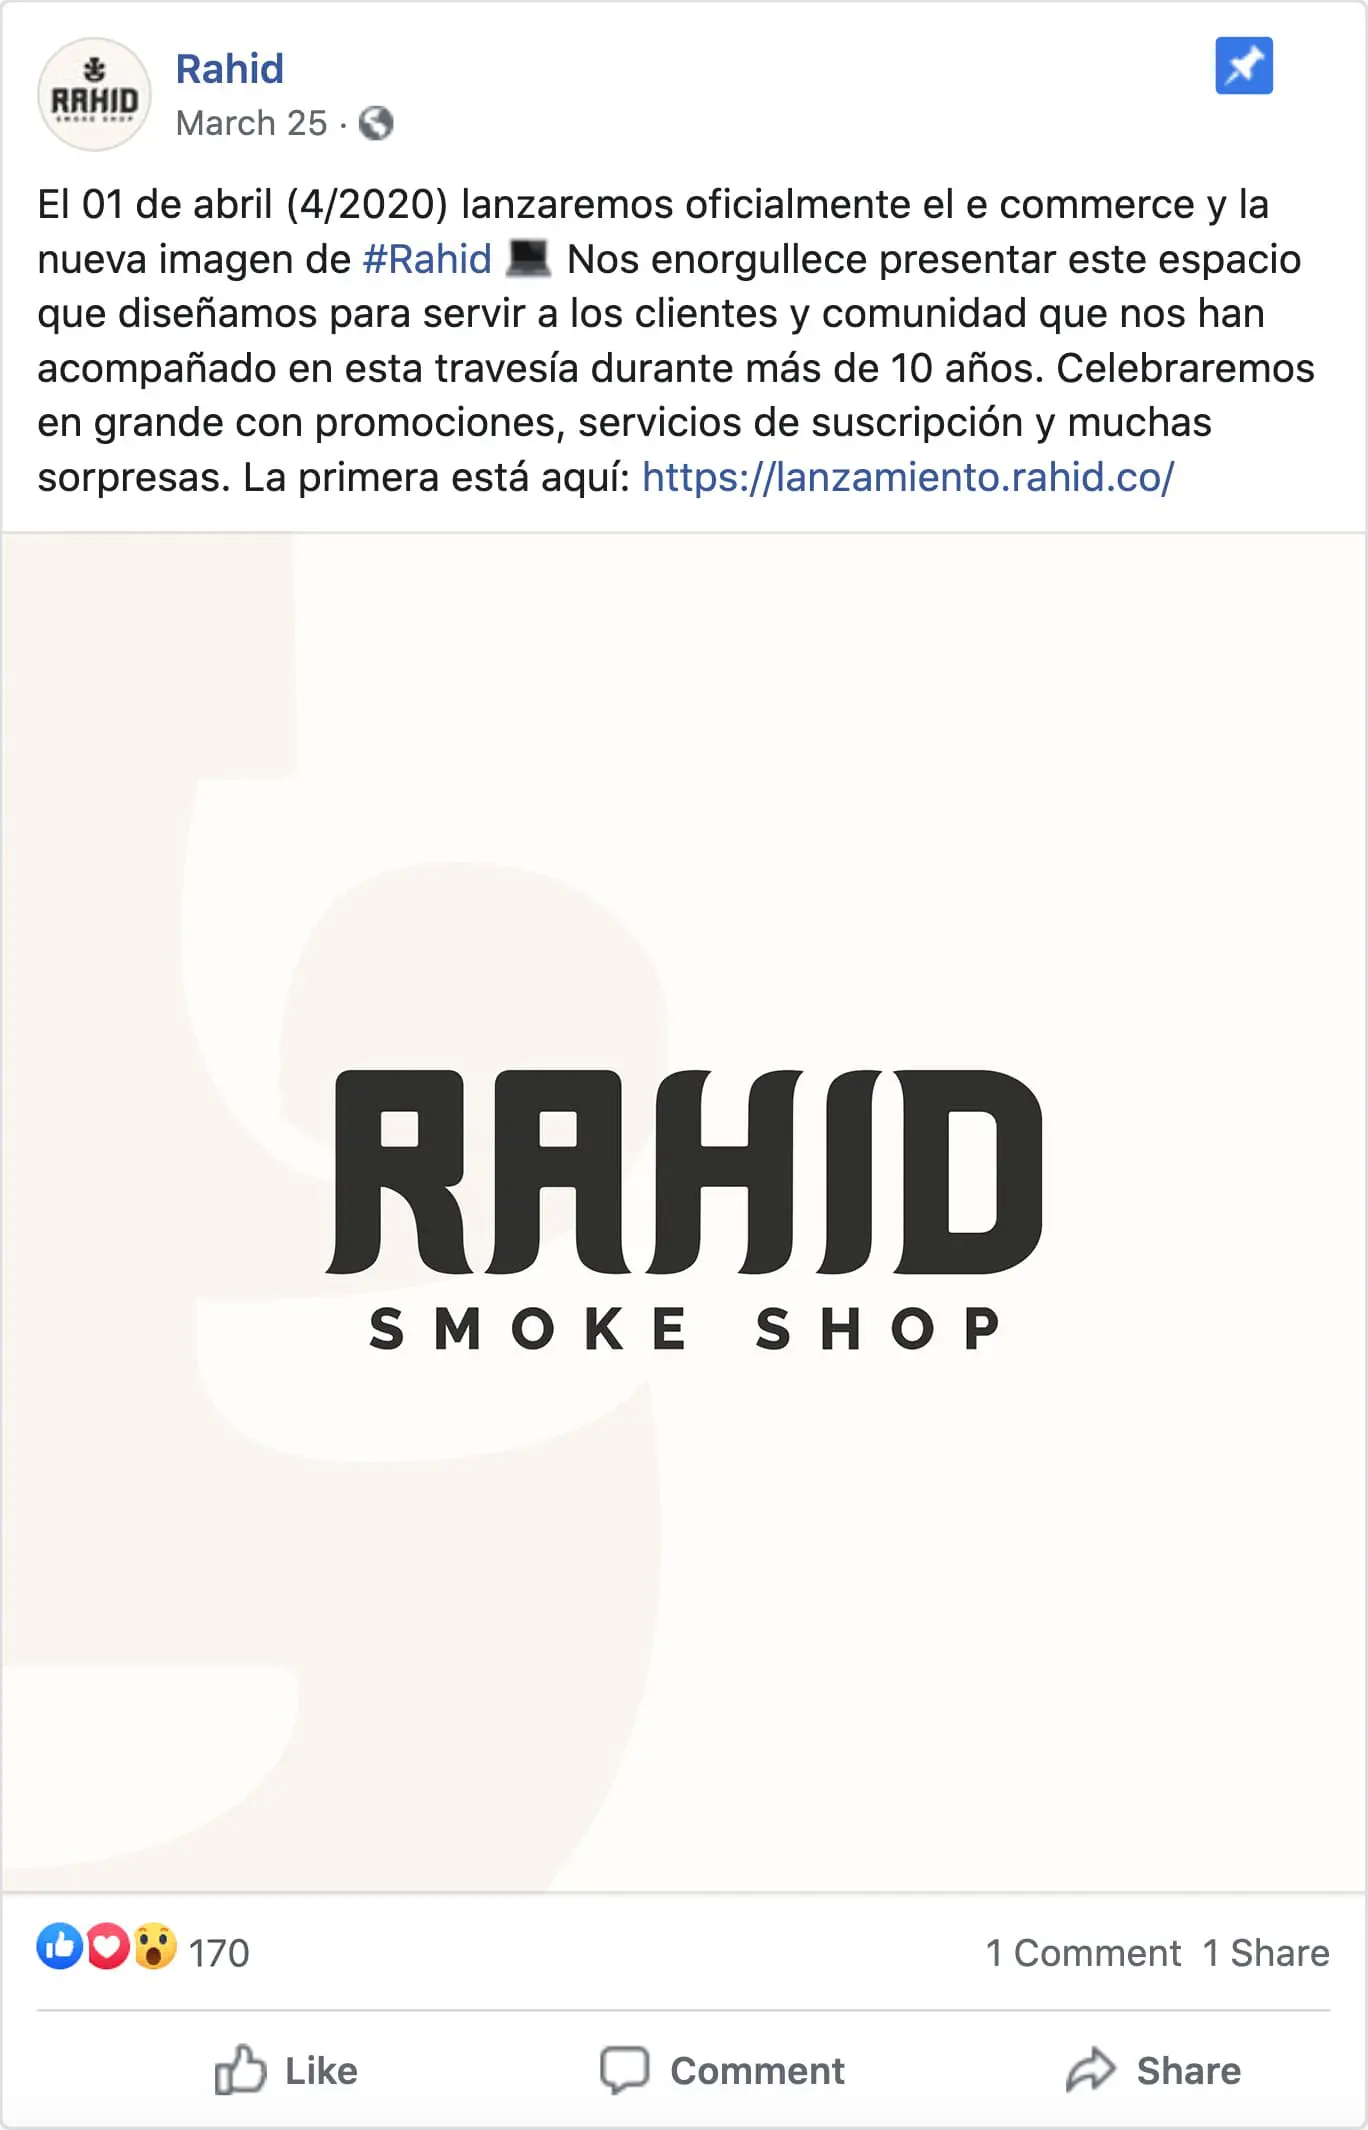 RAHID
SMOKE SHOP
Rahid
March 25 ·
El 01 de abril (4/2020) lanzaremos oficialmente el e commerce y la
nueva imagen de #Rahid 💻 Nos enorgullece presentar este espacio
que diseñamos para servir a los clientes y comunidad que nos han
acompañado en esta travesía durante más de 10 años. Celebraremos
en grande con promociones, servicios de suscripción y muchas
sorpresas. La primera está aquí: https://lanzamiento.rahid.co/
RAHID
SMOKE SHOP
170
1 Comment 1 Share
Like Comment Share